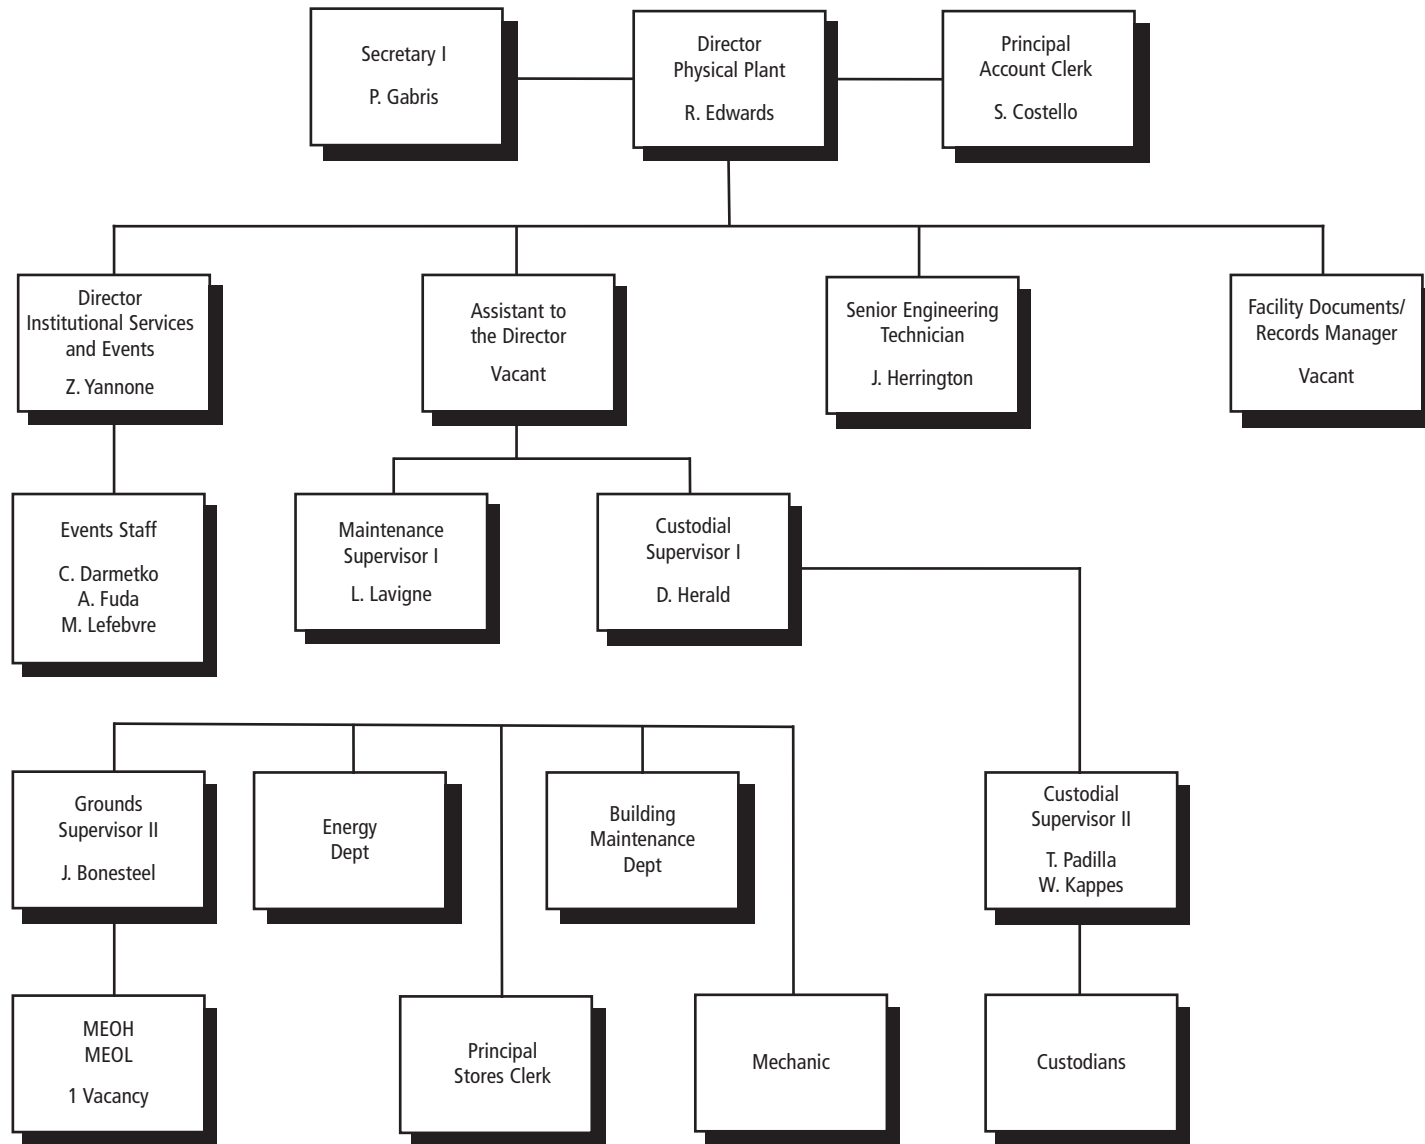 Secretary I
P. Gabris
Director
Physical Plant
R. Edwards
Principal
Account Clerk
S. Costello
Director
Institutional Services
and Events
Z. Yannone
Assistant to
the Director
Vacant
Senior Engineering
Technician
J. Herrington
Facility Documents/
Records Manager
Vacant
Events Staff
C. Darmetko
A. Fuda
M. Lefebvre
Maintenance
Supervisor I
L. Lavigne
Custodial
Supervisor I
D. Herald
Grounds
Supervisor II
J. Bonesteel
Energy
Dept
Building
Maintenance
Dept
Custodial
Supervisor II
T. Padilla
W. Kappes
MEOH
MEOL
1 Vacancy
Principal
Stores Clerk
Mechanic
Custodians